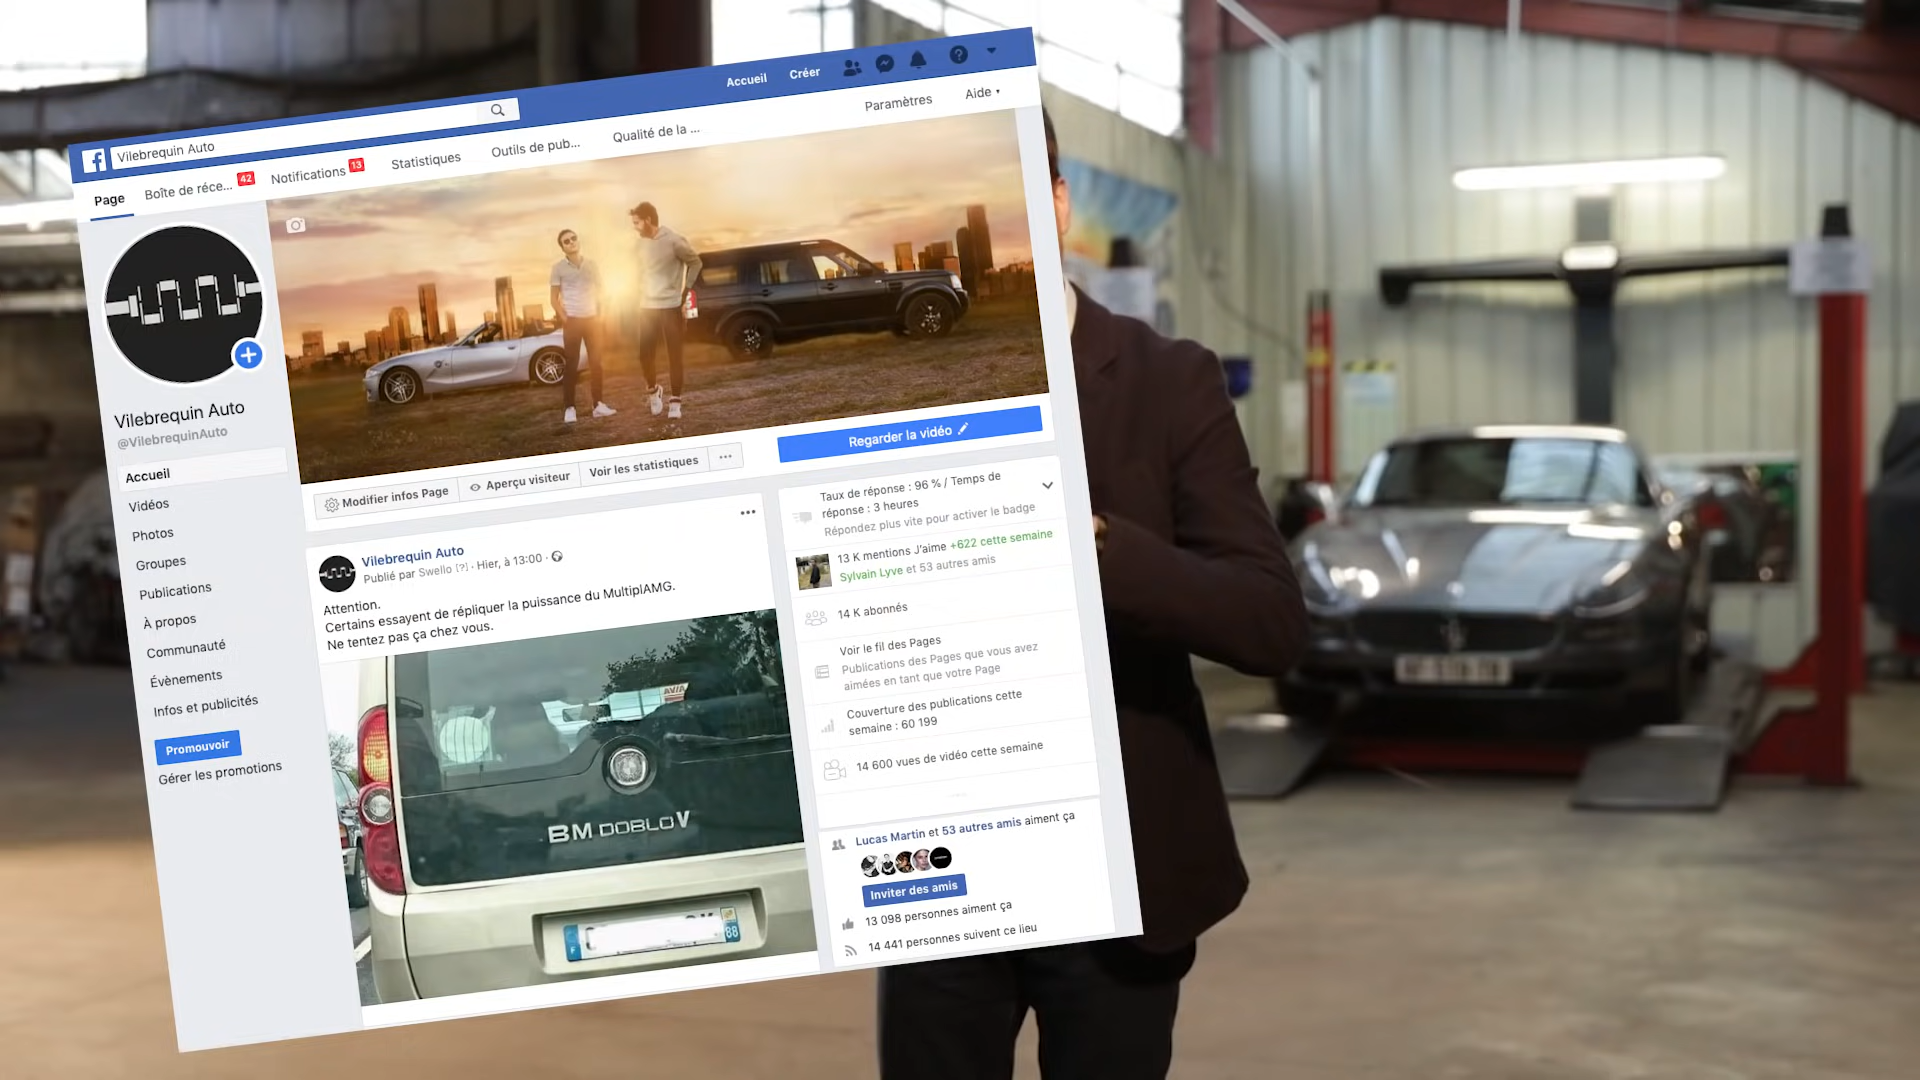 Accueil Créer
Vilebrequin Auto
Paramètres Aide
Page Boîte de réce... 42 Notifications 13 Statistiques Outils de pub... Qualité de la ...
Vilebrequin Auto
@VilebrequinAuto
Accueil
Vidéos
Photos
Groupes
Publications
À propos
Communauté
Évènements
Infos et publicités
Promouvoir
Gérer les promotions
Modifier infos Page Aperçu visiteur Voir les statistiques ...
Regarder la vidéo
Vilebrequin Auto
Publié par Swello [?] · Hier, à 13:00 ·
Attention.
Certains essayent de répliquer la puissance du MultiplAMG.
Ne tentez pas ça chez vous.
AVIA
BM DOBLO V
F 88
Taux de réponse : 96 % / Temps de
réponse : 3 heures
Répondez plus vite pour activer le badge
13 K mentions J'aime +622 cette semaine
Sylvain Lyve et 53 autres amis
14 K abonnés
Voir le fil des Pages
Publications des Pages que vous avez
aimées en tant que votre Page
Couverture des publications cette
semaine : 60 199
14 600 vues de vidéo cette semaine
Lucas Martin et 53 autres amis aiment ça
Inviter des amis
13 098 personnes aiment ça
14 441 personnes suivent ce lieu